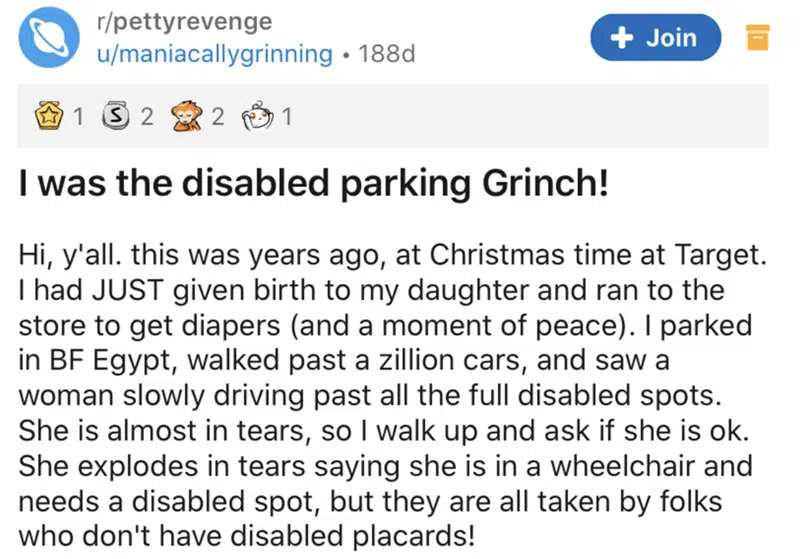 r/pettyrevenge
u/maniacallygrinning • 188d
+ Join
1 S 2 2 1
I was the disabled parking Grinch!
Hi, y'all. this was years ago, at Christmas time at Target.
I had JUST given birth to my daughter and ran to the
store to get diapers (and a moment of peace). I parked
in BF Egypt, walked past a zillion cars, and saw a
woman slowly driving past all the full disabled spots.
She is almost in tears, so I walk up and ask if she is ok.
She explodes in tears saying she is in a wheelchair and
needs a disabled spot, but they are all taken by folks
who don't have disabled placards!